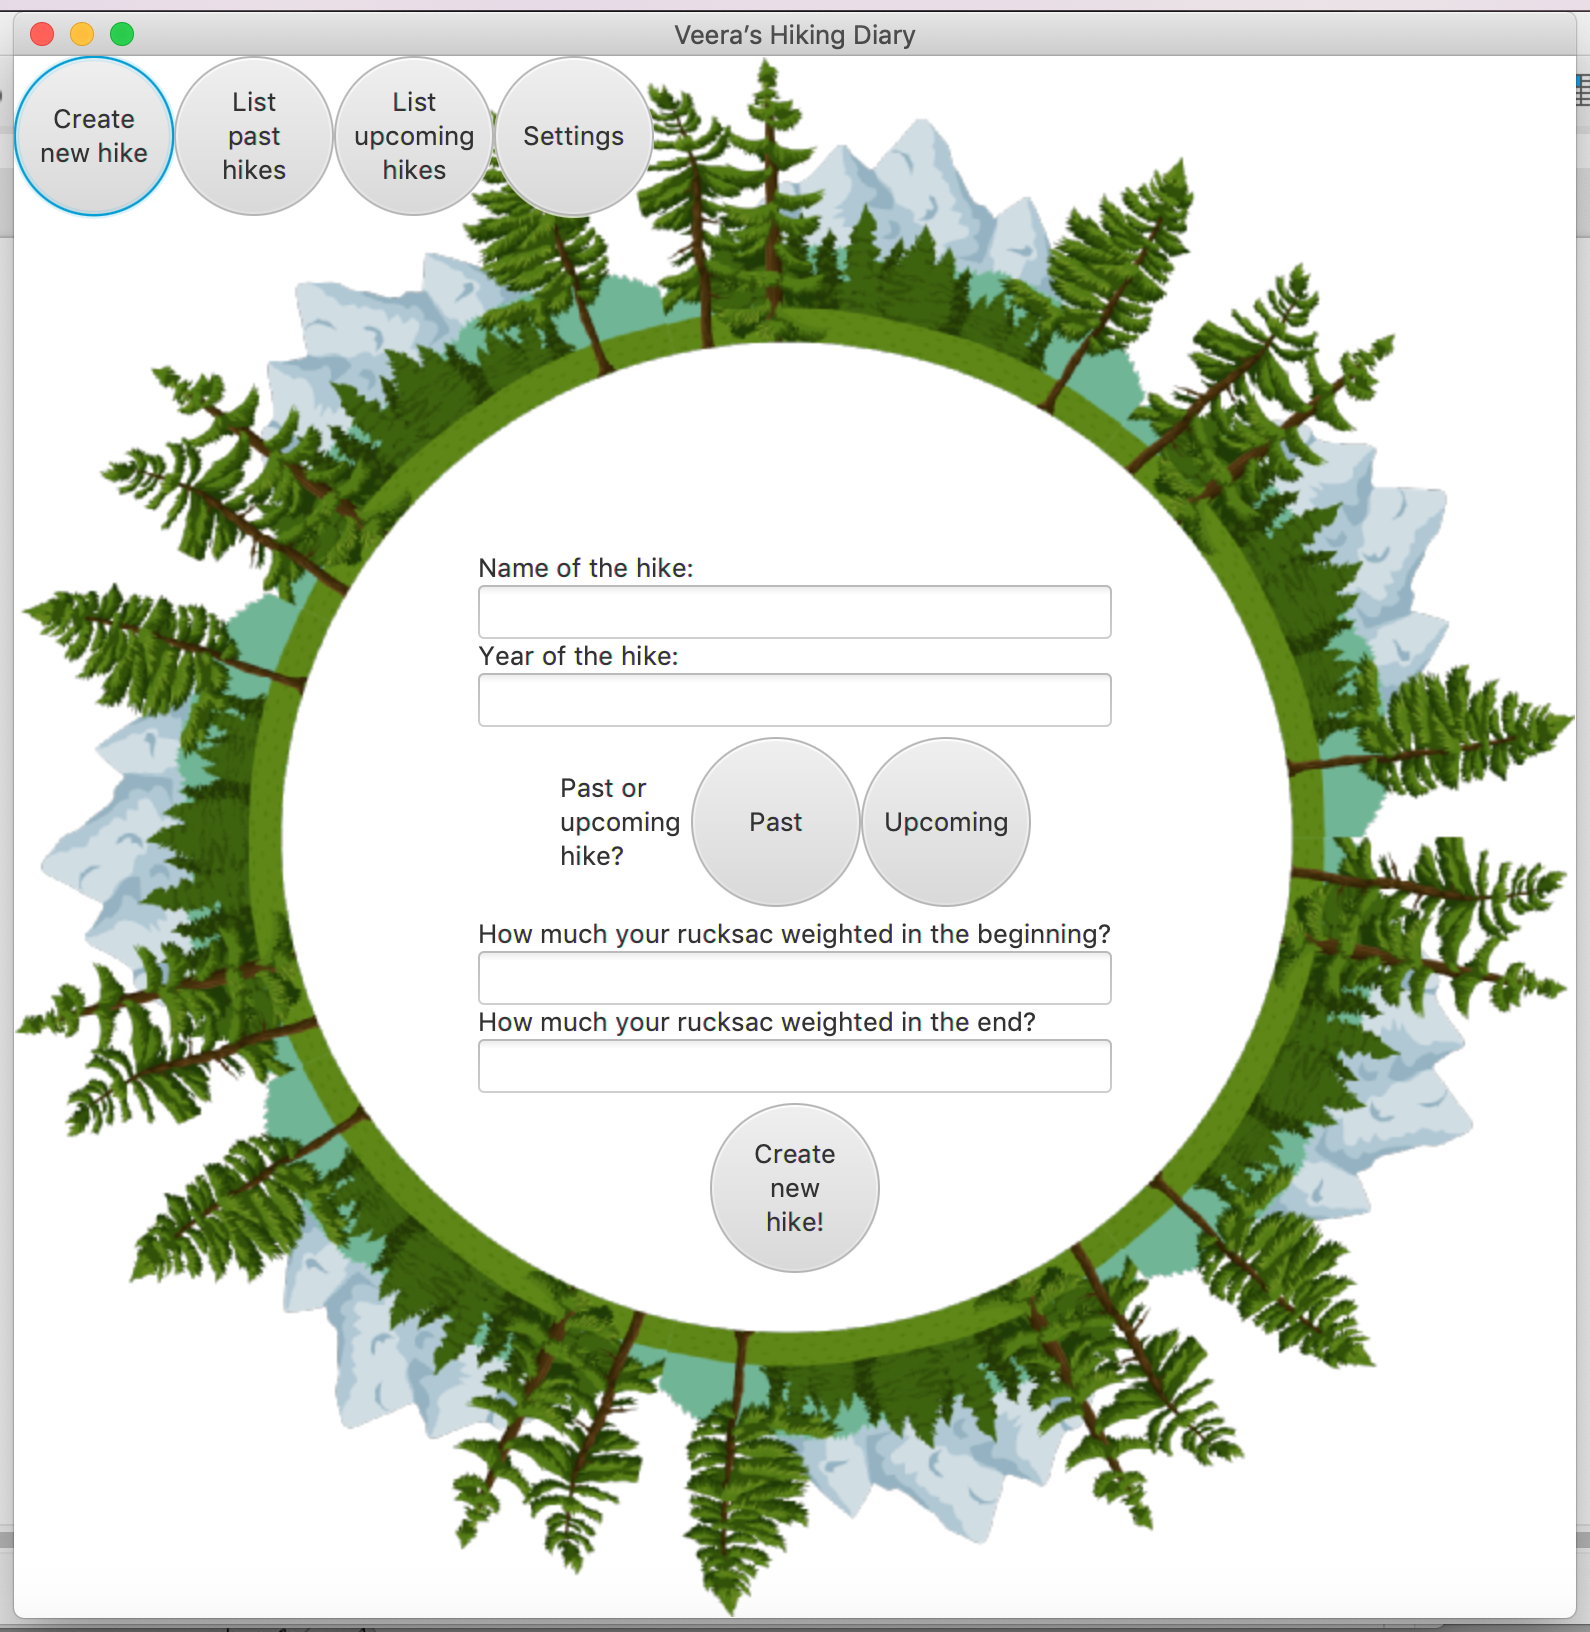 Veera’s Hiking Diary
Create
new hike
List
past
hikes
List
upcoming
hikes
Settings
Name of the hike:
Year of the hike:
Past or
upcoming
hike?
Past
Upcoming
How much your rucksac weighted in the beginning?
How much your rucksac weighted in the end?
Create
new
hike!